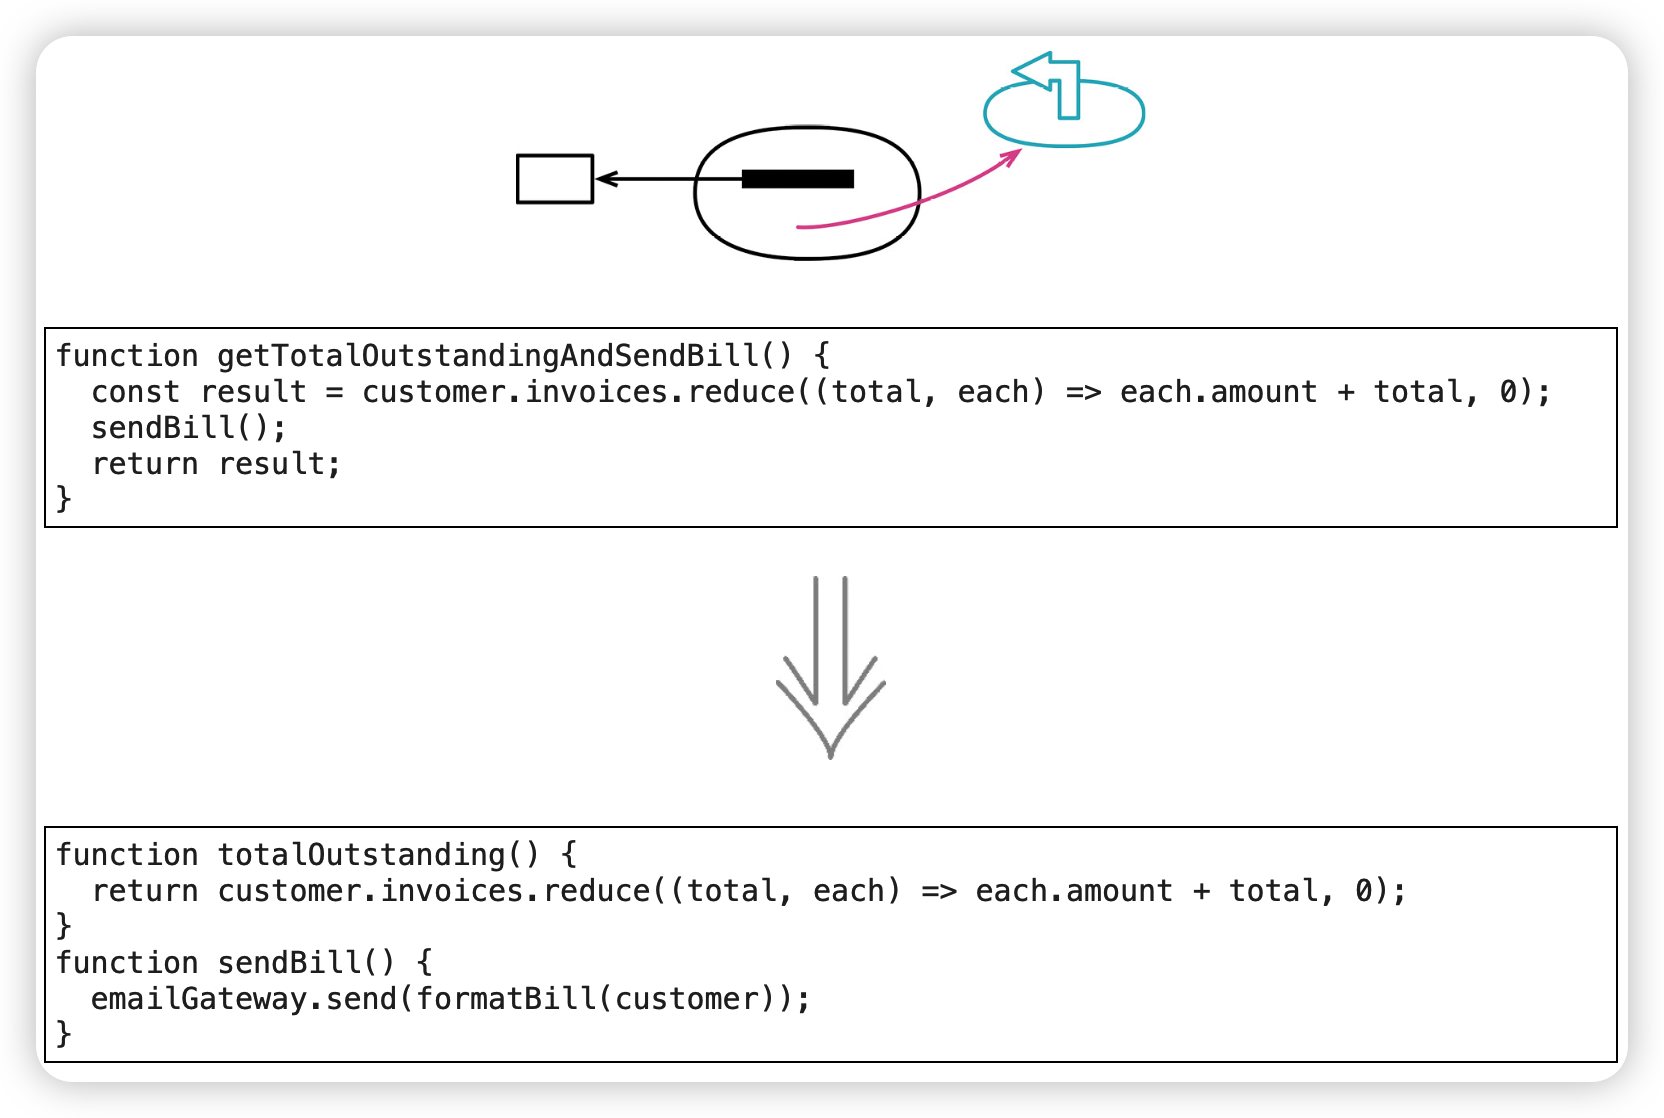 function getTotalOutstandingAndSendBill() {
  const result = customer.invoices.reduce((total, each) => each.amount + total, 0);
  sendBill();
  return result;
}
function totalOutstanding() {
  return customer.invoices.reduce((total, each) => each.amount + total, 0);
}
function sendBill() {
  emailGateway.send(formatBill(customer));
}